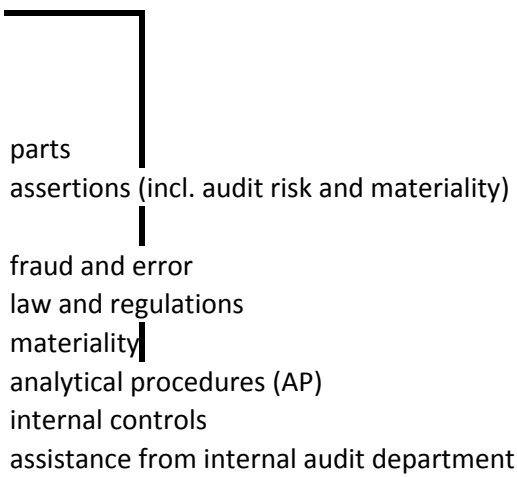 parts
assertions (incl. audit risk and materiality)
fraud and error
law and regulations
materiality
analytical procedures (AP)
internal controls
assistance from internal audit department